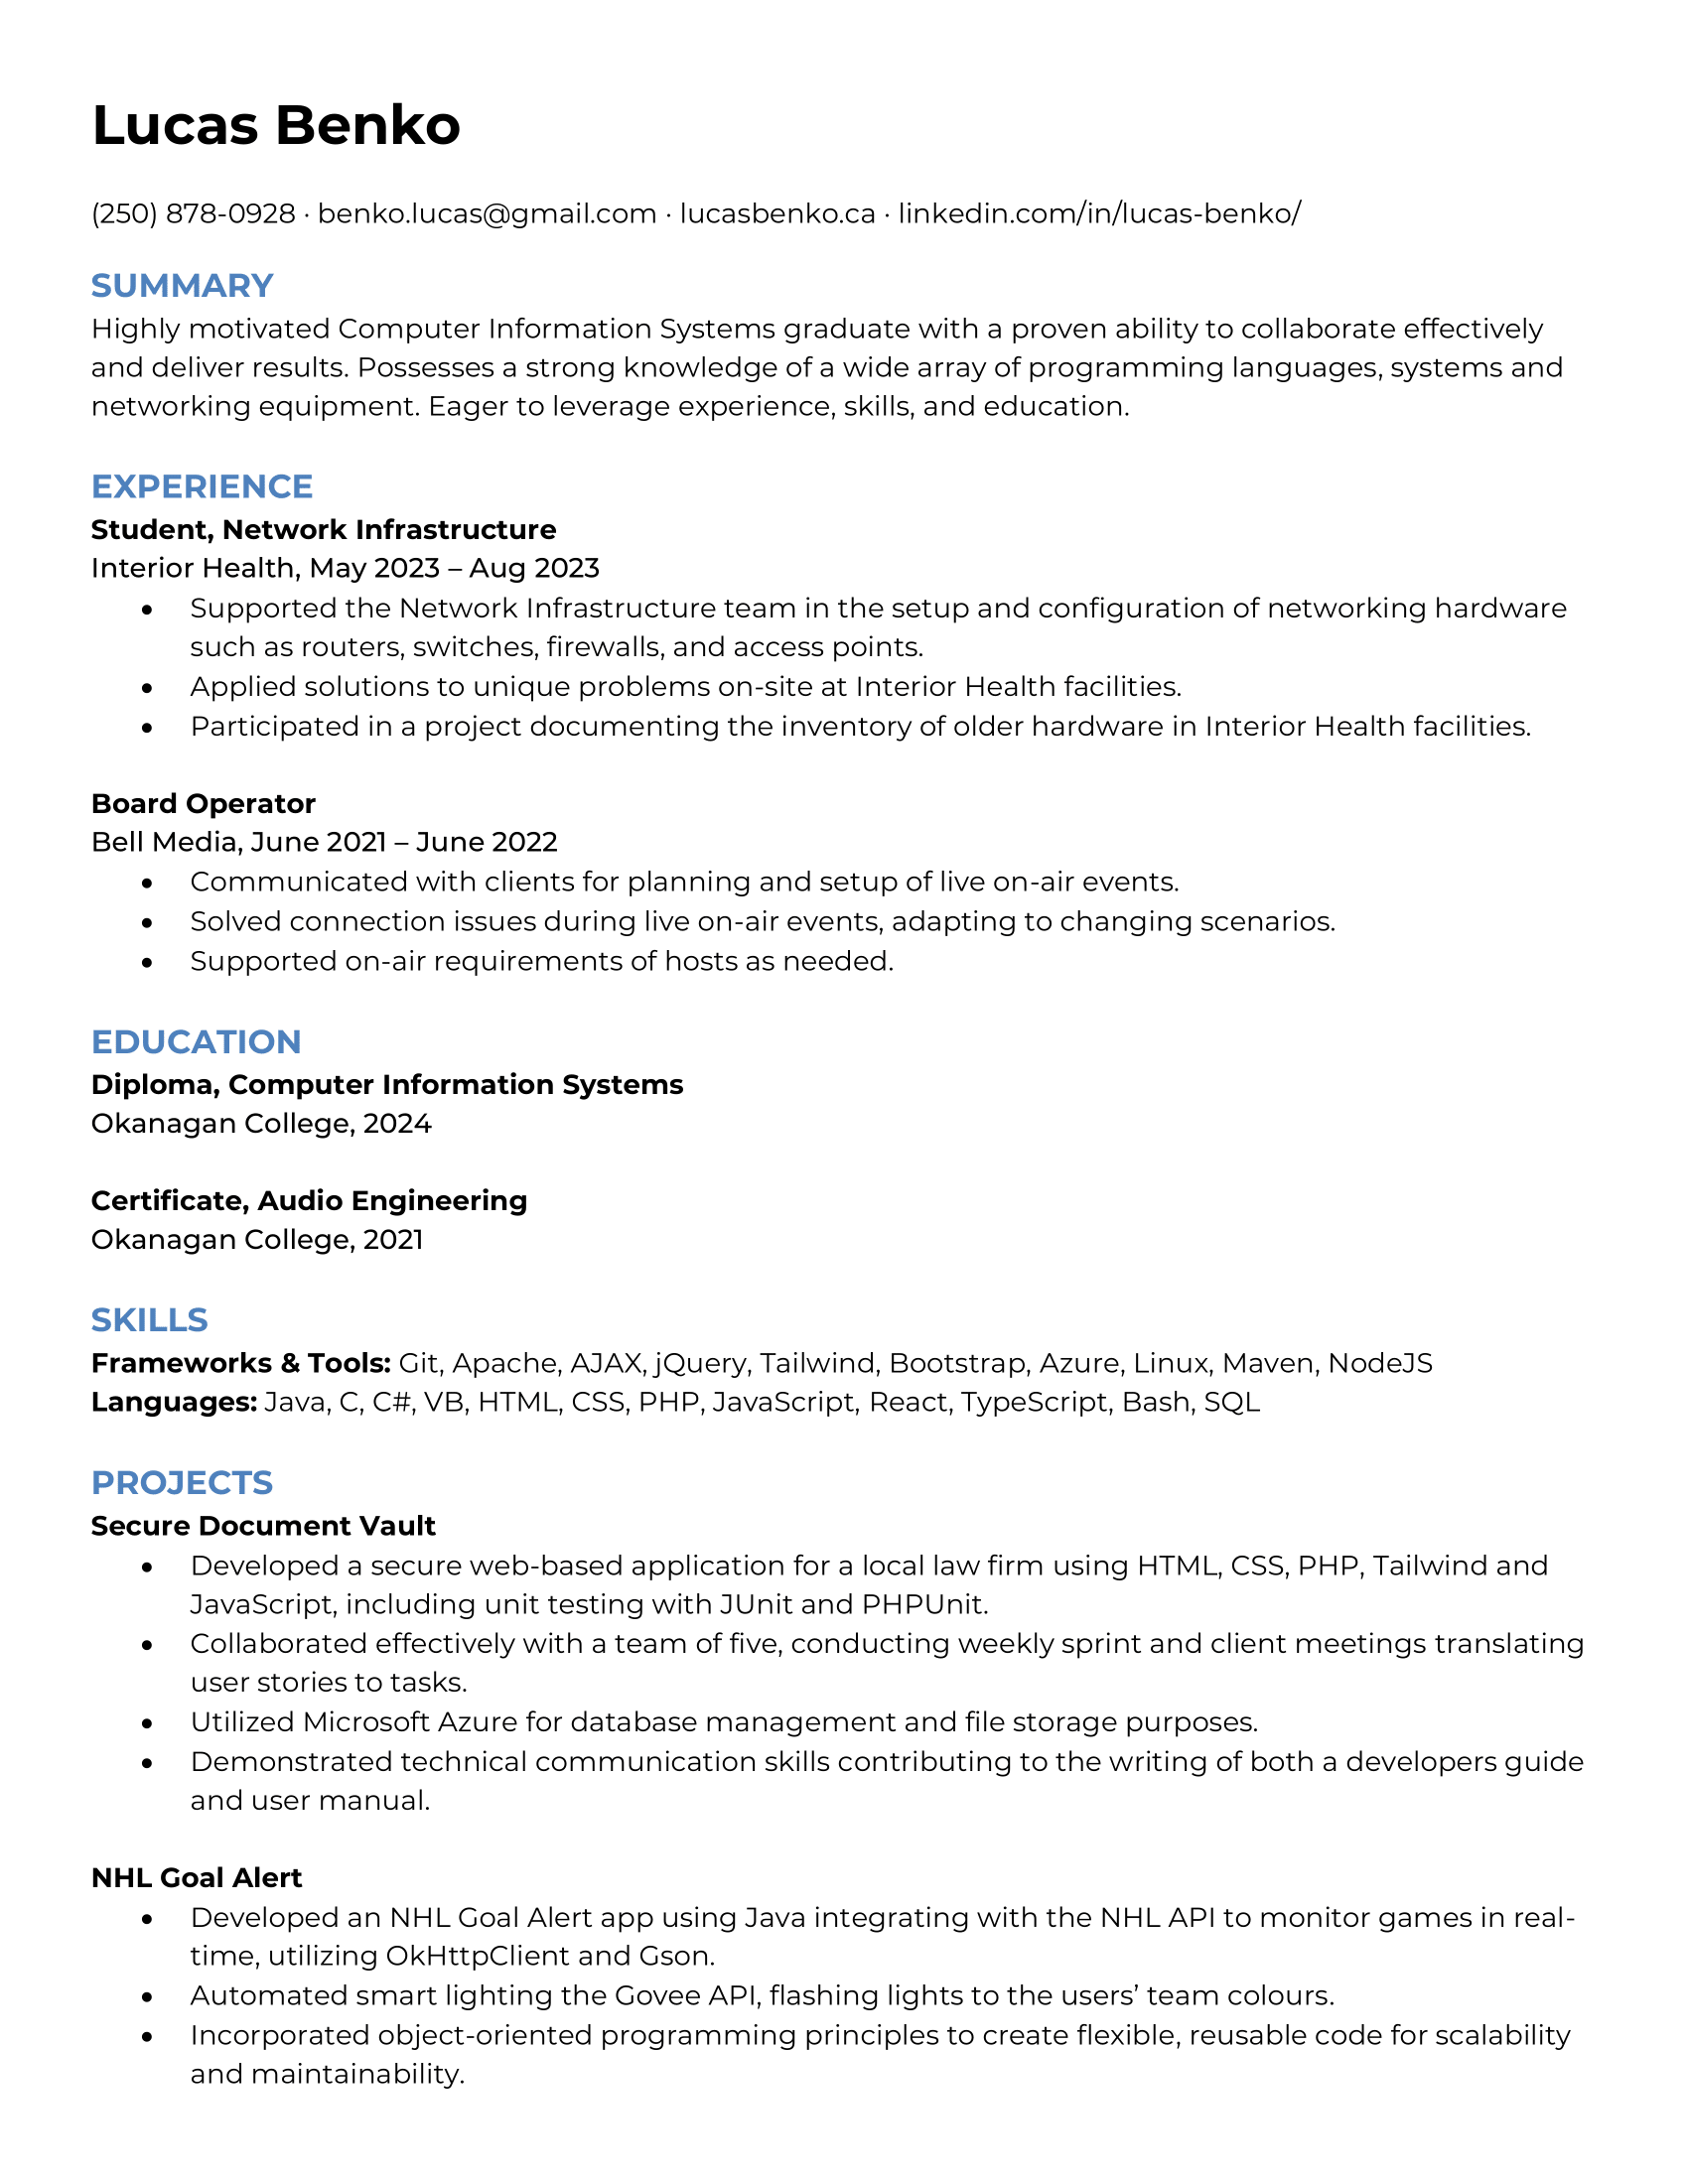 Lucas Benko
(250) 878-0928 · benko.lucas@gmail.com · lucasbenko.ca · linkedin.com/in/lucas-benko/
SUMMARY
Highly motivated Computer Information Systems graduate with a proven ability to collaborate effectively
and deliver results. Possesses a strong knowledge of a wide array of programming languages, systems and
networking equipment. Eager to leverage experience, skills, and education.
EXPERIENCE
Student, Network Infrastructure
Interior Health, May 2023 – Aug 2023
• Supported the Network Infrastructure team in the setup and configuration of networking hardware
such as routers, switches, firewalls, and access points.
• Applied solutions to unique problems on-site at Interior Health facilities.
• Participated in a project documenting the inventory of older hardware in Interior Health facilities.
Board Operator
Bell Media, June 2021 – June 2022
• Communicated with clients for planning and setup of live on-air events.
• Solved connection issues during live on-air events, adapting to changing scenarios.
• Supported on-air requirements of hosts as needed.
EDUCATION
Diploma, Computer Information Systems
Okanagan College, 2024
Certificate, Audio Engineering
Okanagan College, 2021
SKILLS
Frameworks & Tools: Git, Apache, AJAX, jQuery, Tailwind, Bootstrap, Azure, Linux, Maven, NodeJS
Languages: Java, C, C#, VB, HTML, CSS, PHP, JavaScript, React, TypeScript, Bash, SQL
PROJECTS
Secure Document Vault
• Developed a secure web-based application for a local law firm using HTML, CSS, PHP, Tailwind and
JavaScript, including unit testing with JUnit and PHPUnit.
• Collaborated effectively with a team of five, conducting weekly sprint and client meetings translating
user stories to tasks.
• Utilized Microsoft Azure for database management and file storage purposes.
• Demonstrated technical communication skills contributing to the writing of both a developers guide
and user manual.
NHL Goal Alert
• Developed an NHL Goal Alert app using Java integrating with the NHL API to monitor games in real-
time, utilizing OkHttpClient and Gson.
• Automated smart lighting the Govee API, flashing lights to the users’ team colours.
• Incorporated object-oriented programming principles to create flexible, reusable code for scalability
and maintainability.